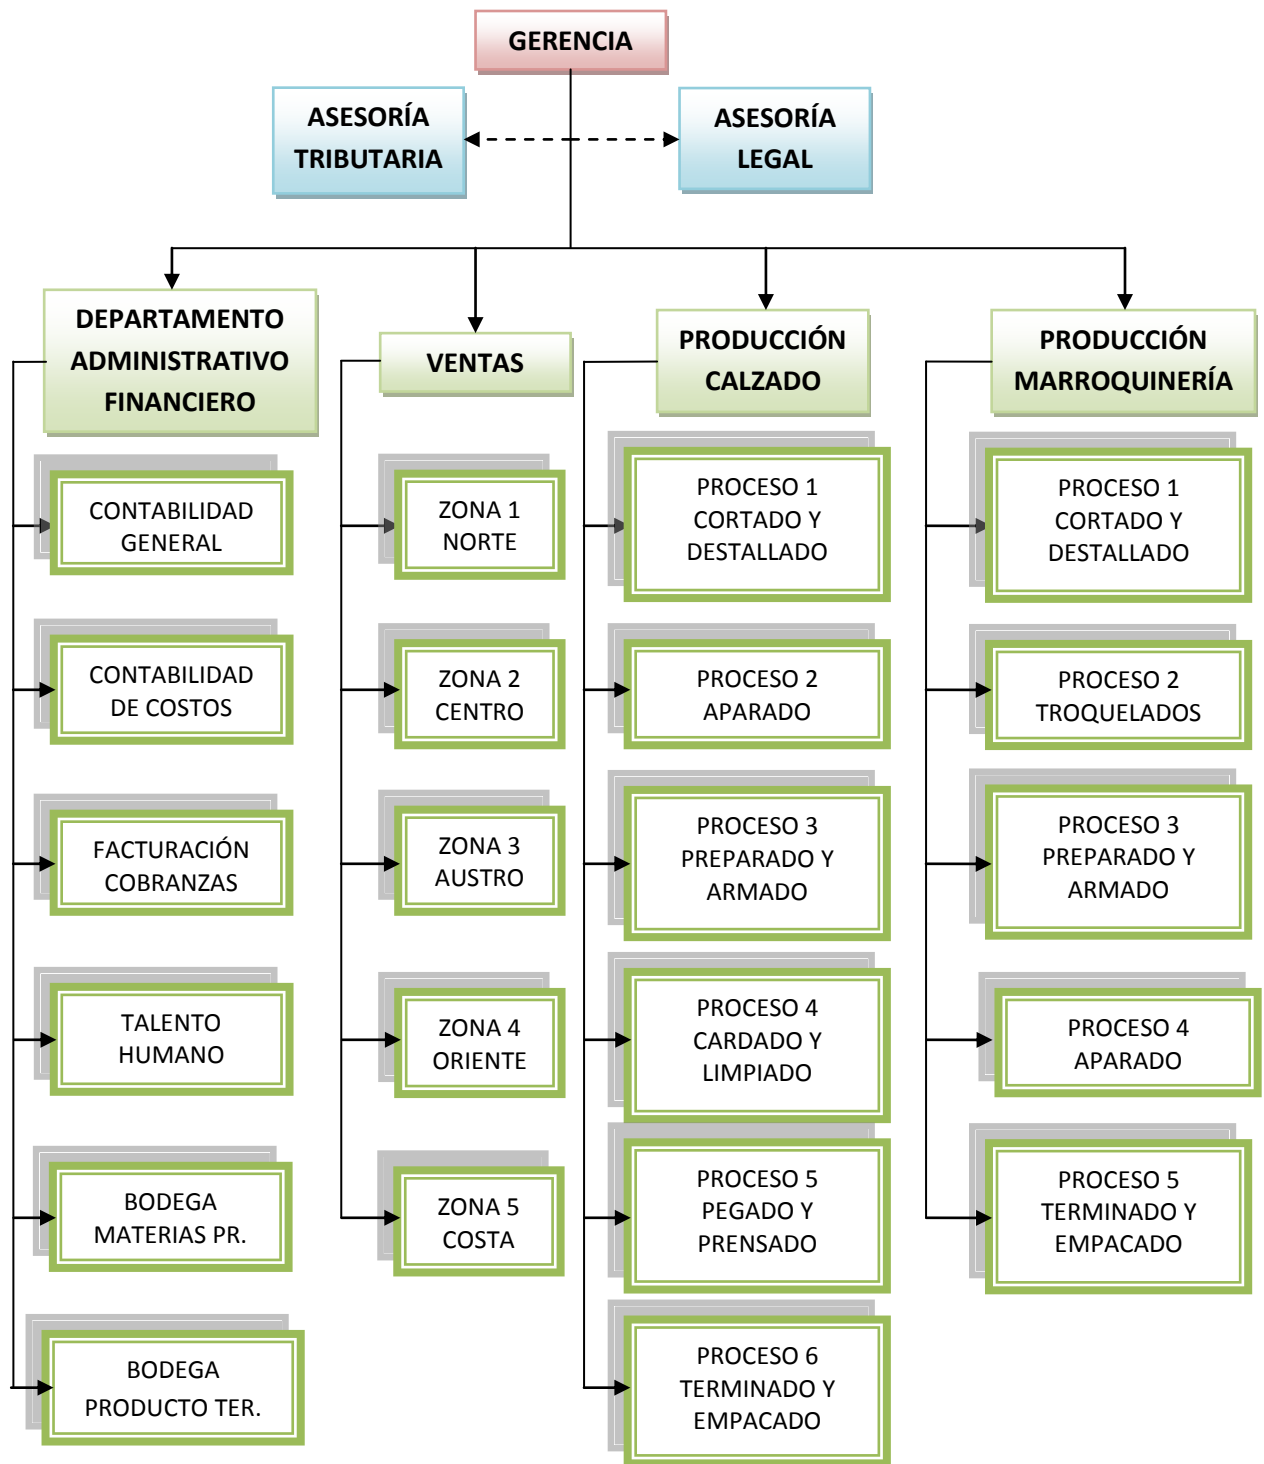 GERENCIA
ASESORÍA
TRIBUTARIA
ASESORÍA
LEGAL
DEPARTAMENTO
ADMINISTRATIVO
FINANCIERO
VENTAS
PRODUCCIÓN
CALZADO
PRODUCCIÓN
MARROQUINERÍA
CONTABILIDAD
GENERAL
CONTABILIDAD
DE COSTOS
FACTURACIÓN
COBRANZAS
TALENTO
HUMANO
BODEGA
MATERIAS PR.
BODEGA
PRODUCTO TER.
ZONA 1
NORTE
ZONA 2
CENTRO
ZONA 3
AUSTRO
ZONA 4
ORIENTE
ZONA 5
COSTA
PROCESO 1
CORTADO Y
DESTALLADO
PROCESO 2
APARADO
PROCESO 3
PREPARADO Y
ARMADO
PROCESO 4
CARDADO Y
LIMPIADO
PROCESO 5
PEGADO Y
PRENSADO
PROCESO 6
TERMINADO Y
EMPACADO
PROCESO 1
CORTADO Y
DESTALLADO
PROCESO 2
TROQUELADOS
PROCESO 3
PREPARADO Y
ARMADO
PROCESO 4
APARADO
PROCESO 5
TERMINADO Y
EMPACADO